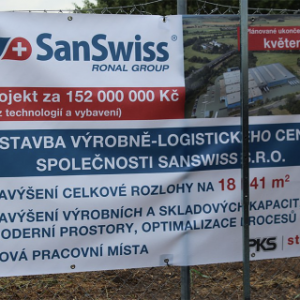 SanSwiss®
RONAL GROUP
Plánované ukončení
květen
ojekt za 152 000 000 Kč
z technologií a vybavení)
STAVBA VÝROBNĚ-LOGISTICKÉHO CEN
SPOLEČNOSTI SANSWISS S.R.O.
AVÝŠENÍ CELKOVÉ ROZLOHY NA 18 41 m²
AVÝŠENÍ VÝROBNÍCH A SKLADOVÝCH KAPACIT
ODERNÍ PROSTORY, OPTIMALIZACE PROCESŮ
OVÁ PRACOVNÍ MÍSTA
PKS | st